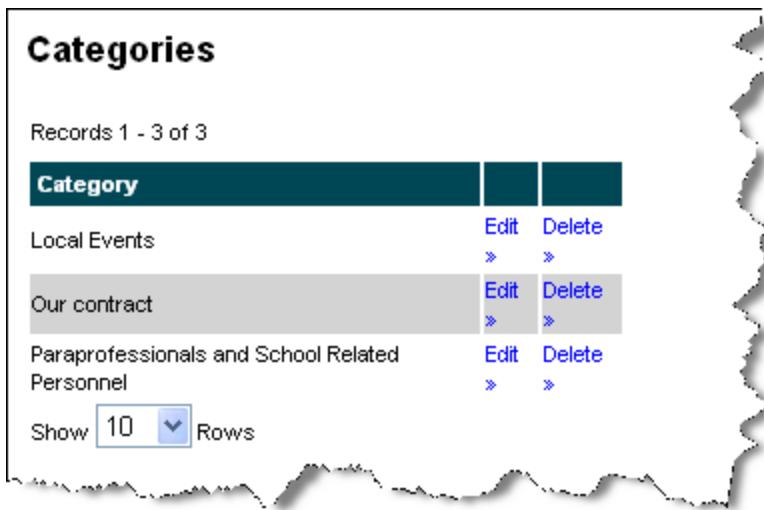 Categories
Records 1 - 3 of 3
Category
Local Events Edit Delete
» »
Our contract Edit Delete
» »
Paraprofessionals and School Related Edit Delete
Personnel » »
Show 10 Rows